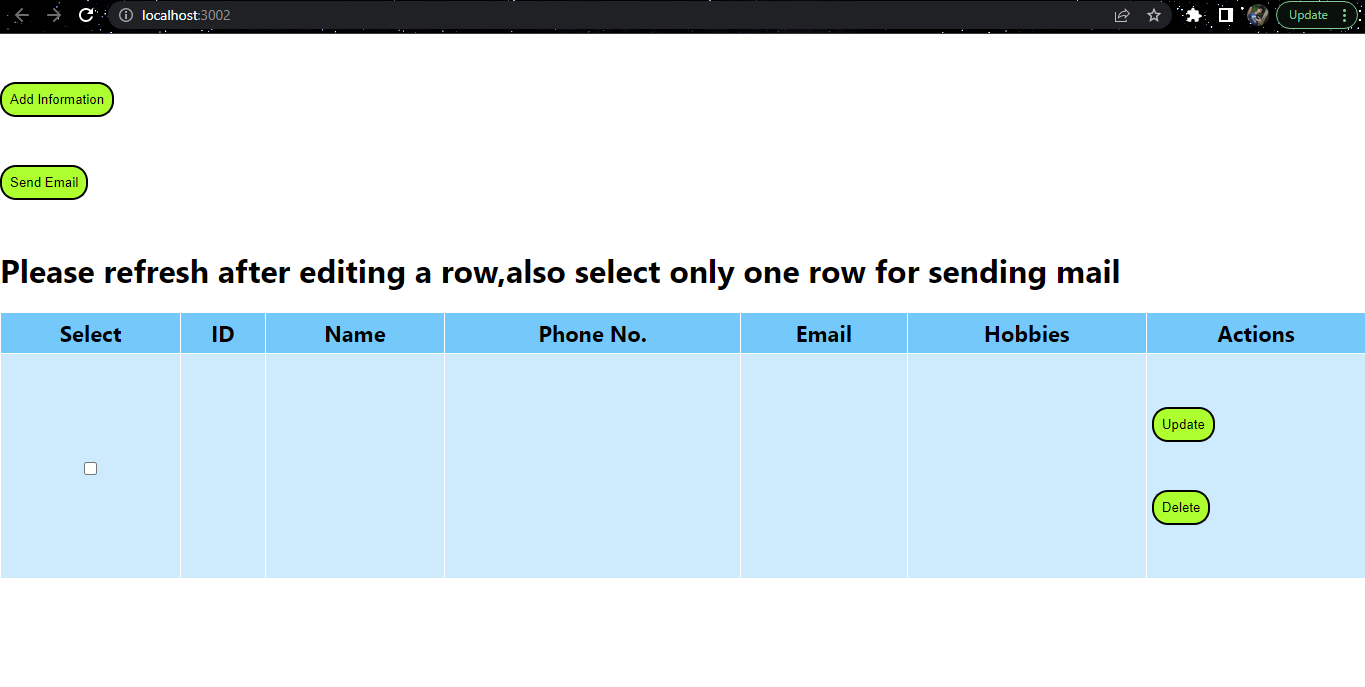 localhost:3002
Update
Add Information
Send Email
Please refresh after editing a row,also select only one row for sending mail
Select ID Name Phone No. Email Hobbies Actions
Update
Delete